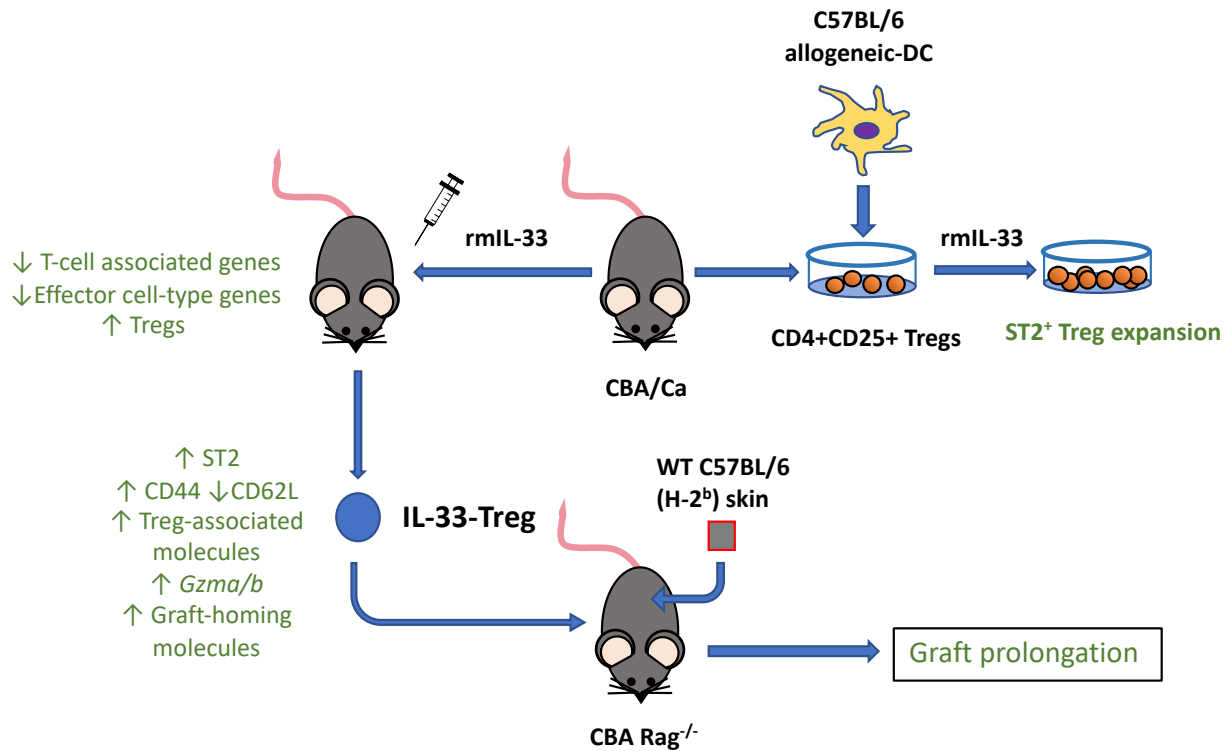 C57BL/6
allogeneic-DC
rmIL-33
rmIL-33
↓ T-cell associated genes
↓Effector cell-type genes
↑ Tregs
CD4+CD25+ Tregs
ST2⁺ Treg expansion
CBA/Ca
↑ ST2
↑ CD44 ↓CD62L
↑ Treg-associated
molecules
↑ Gzma/b
↑ Graft-homing
molecules
IL-33-Treg
WT C57BL/6
(H-2ᵇ) skin
Graft prolongation
CBA Rag⁻/⁻